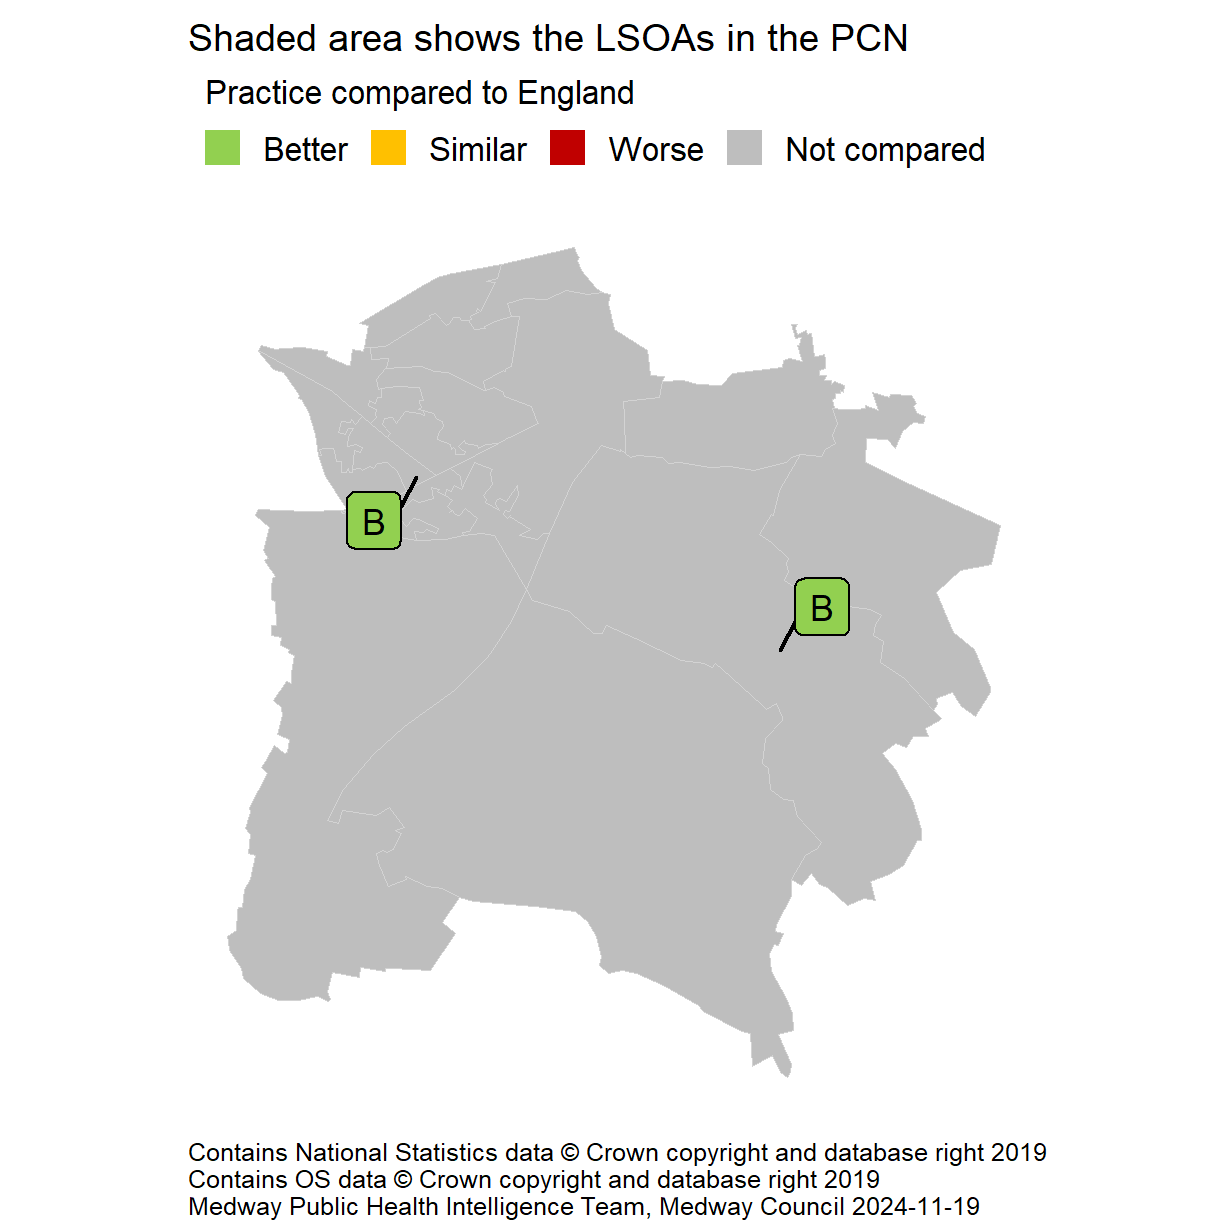 Shaded area shows the LSOAs in the PCN
Practice compared to England
Better Similar Worse Not compared
B
B
Contains National Statistics data © Crown copyright and database right 2019
Contains OS data © Crown copyright and database right 2019
Medway Public Health Intelligence Team, Medway Council 2024-11-19